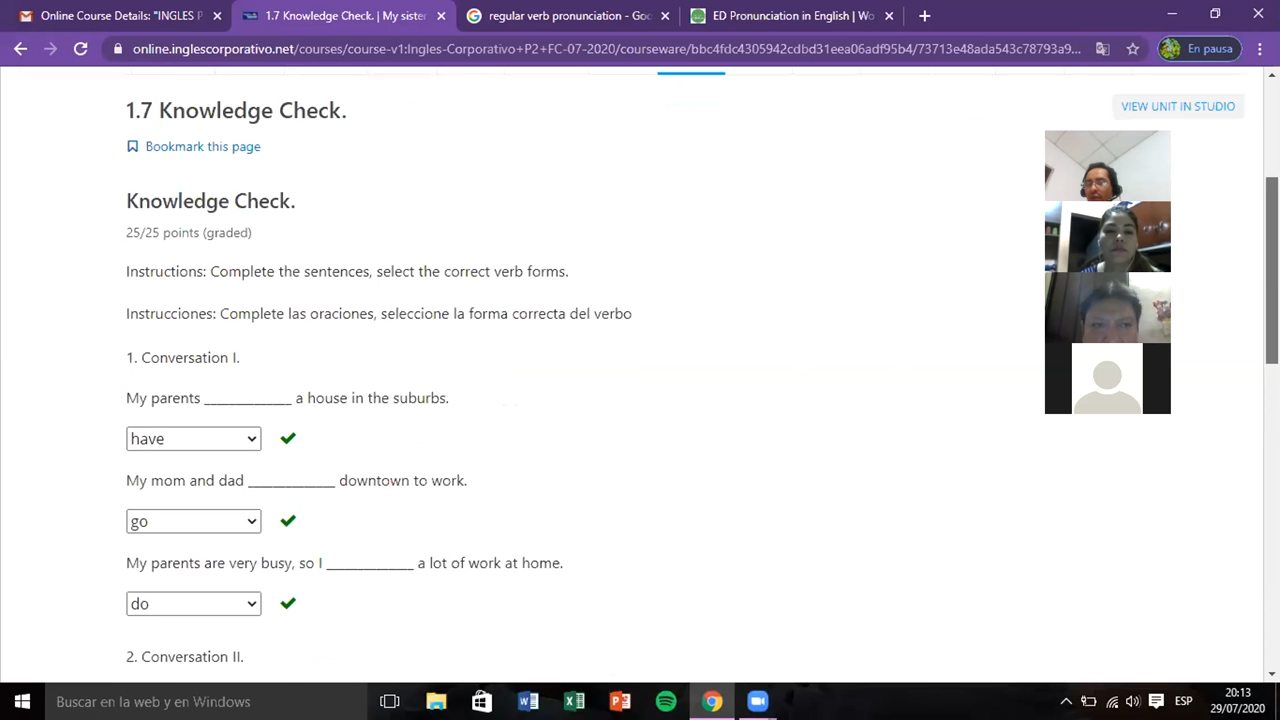 Online Course Details: "INGLES P
1.7 Knowledge Check. | My sister
regular verb pronunciation - Goo
ED Pronunciation in English | Wo
online.inglescorporativo.net/courses/course-v1:Ingles-Corporativo+P2+FC-07-2020/courseware/bbc4fdc4305942cdbd31eea06adf95b4/73713e48ada543c78793a9...
En pausa
1.7 Knowledge Check.
VIEW UNIT IN STUDIO
Bookmark this page
Knowledge Check.
25/25 points (graded)
Instructions: Complete the sentences, select the correct verb forms.
Instrucciones: Complete las oraciones, seleccione la forma correcta del verbo
1. Conversation I.
My parents ______________ a house in the suburbs.
have
My mom and dad ______________ downtown to work.
go
My parents are very busy, so I ______________ a lot of work at home.
do
2. Conversation II.
Buscar en la web y en Windows
ESP
20:13
29/07/2020